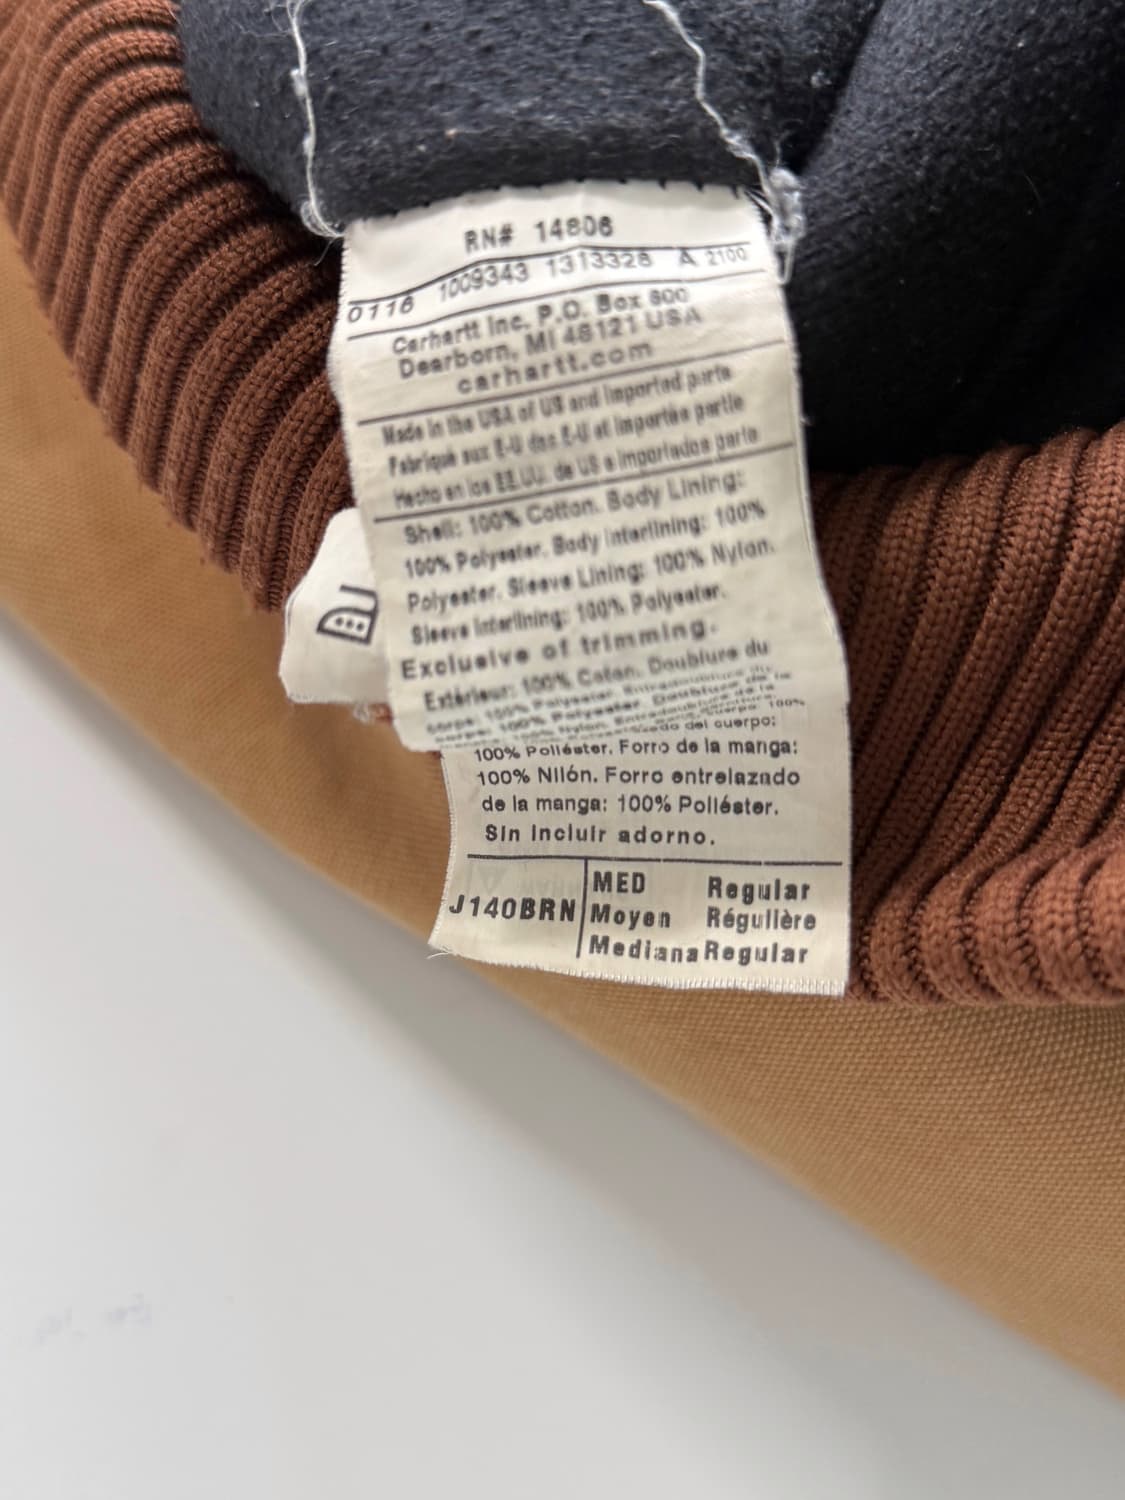 RN# 14806
0116 1009343 1313328 A 2100
Carhartt Inc. P.O. Box 600
Dearborn, MI 48121 USA
carhartt.com
Made in the USA of US and imported parts
Fabriqué aux E-U des E-U et importés partie
Hecho en los EE.UU. de US e importados parte
Shell: 100% Cotton. Body Lining:
100% Polyester. Body Interlining: 100%
Polyester. Sleeve Lining: 100% Nylon.
Sleeve Interlining: 100% Polyester.
Exclusive of trimming.
Extérieur: 100% Coton. Doublure du
del cuerpo:
100% Poliéster. Forro de la manga:
100% Nilón. Forro entrelazado
de la manga: 100% Poliéster.
Sin incluir adorno.
J140BRN
MED Regular
Moyen Régulière
Mediana Regular